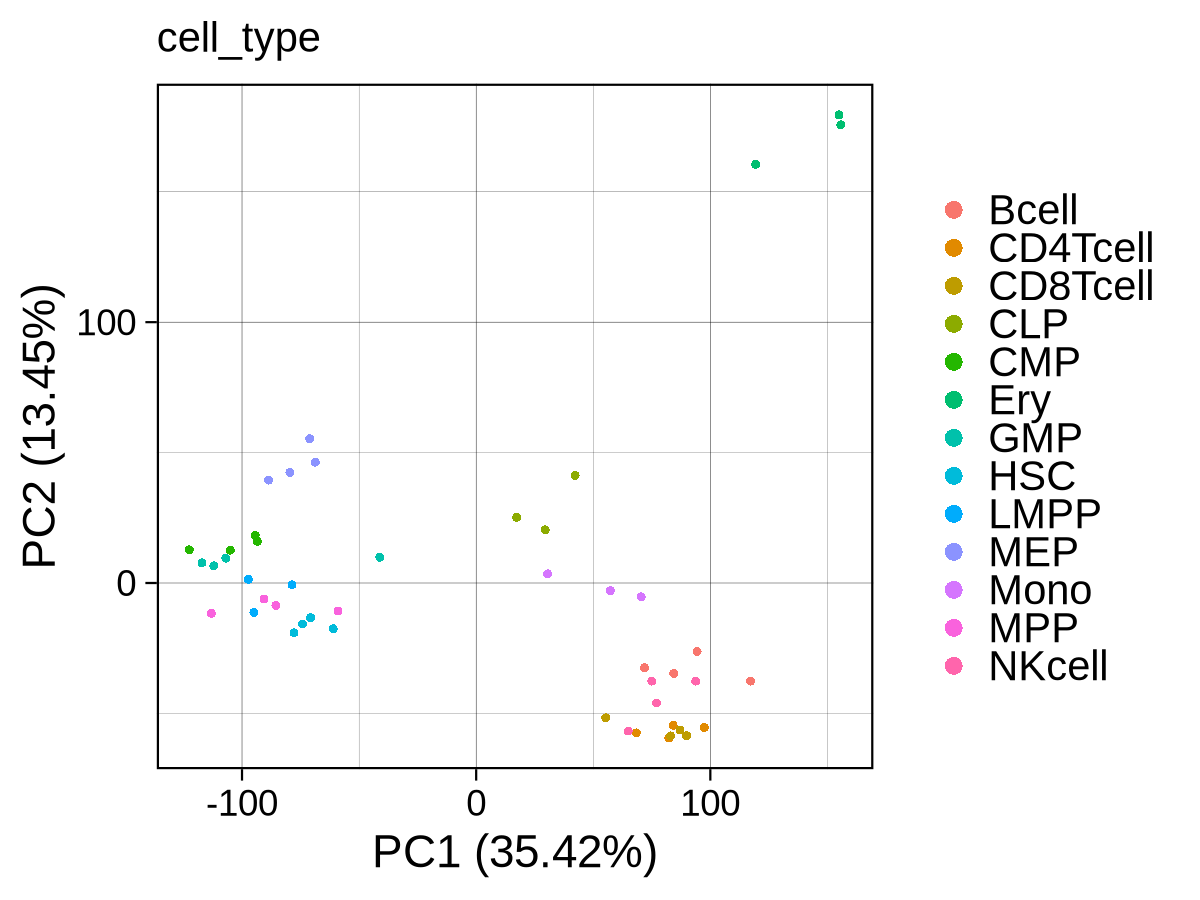 cell_type
PC2 (13.45%)
100
0
-100
0
100
PC1 (35.42%)
Bcell
CD4Tcell
CD8Tcell
CLP
CMP
Ery
GMP
HSC
LMPP
MEP
Mono
MPP
NKcell